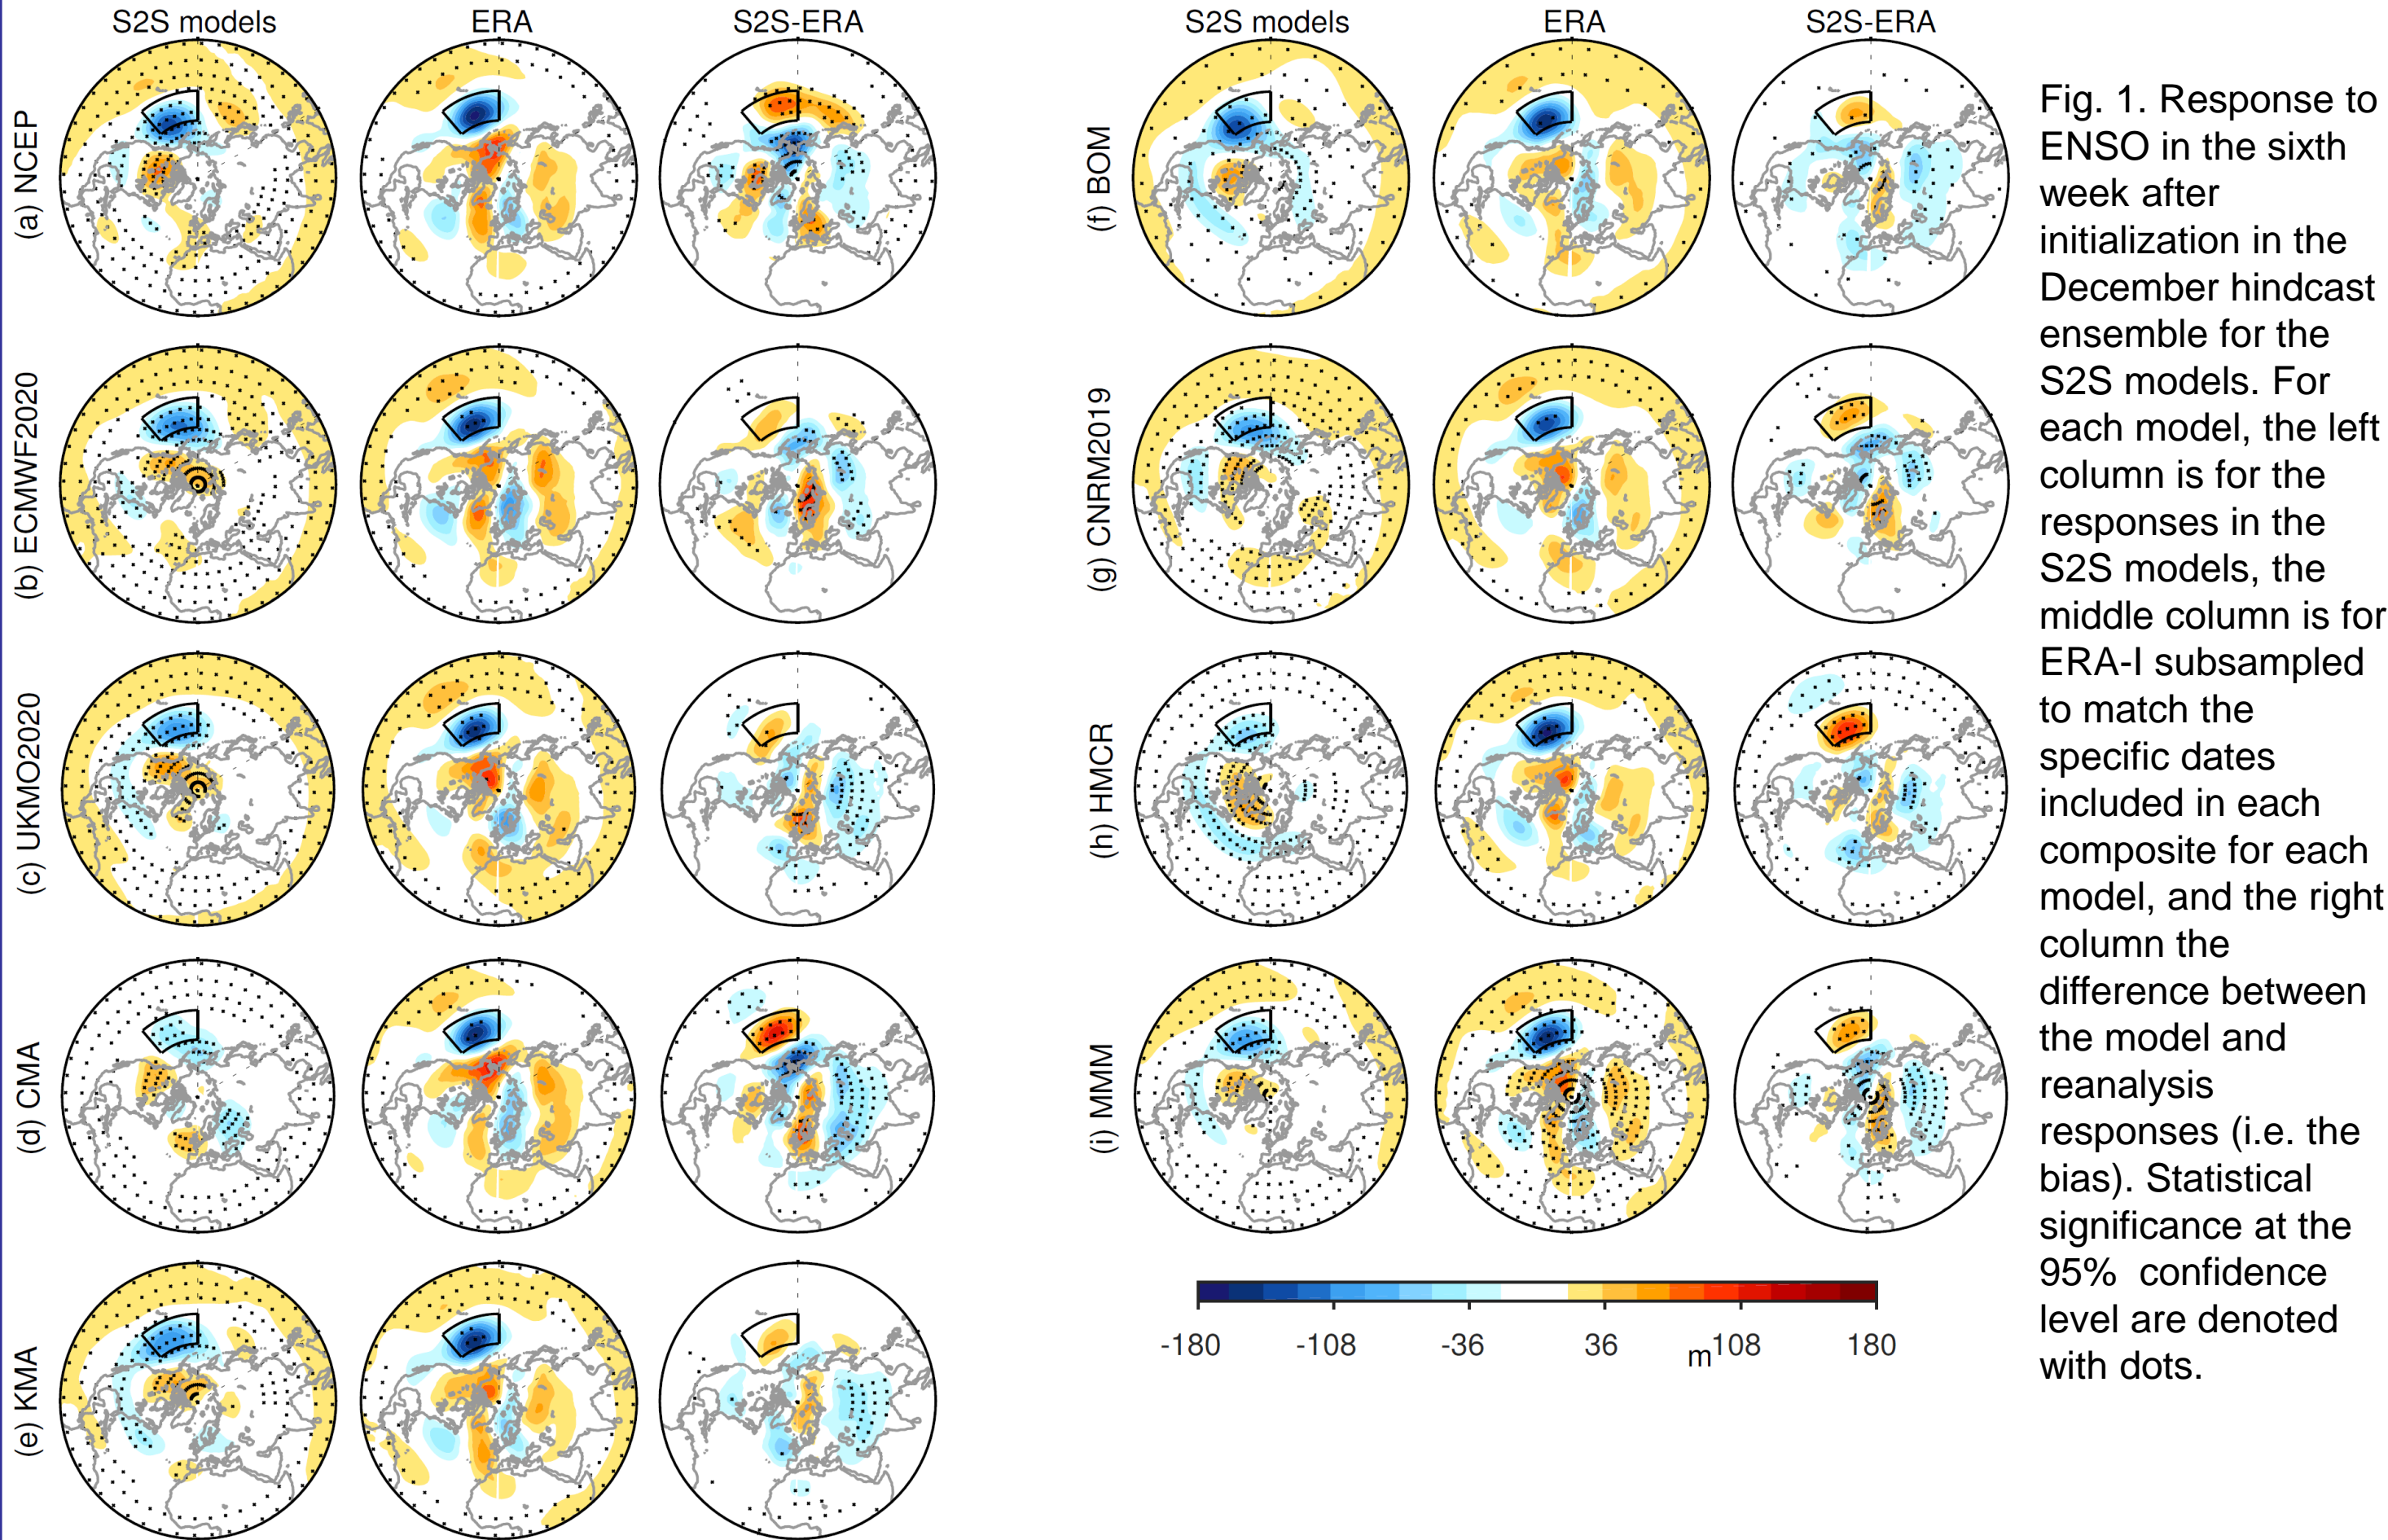 S2S models ERA S2S-ERA
(a) NCEP
(b) ECMWF2020
(c) UKMO2020
(d) CMA
(e) KMA
S2S models ERA S2S-ERA
(f) BOM
(g) CNRM2019
(h) HMCR
(i) MMM
-180 -108 -36 36 m 108 180
Fig. 1. Response to
ENSO in the sixth
week after
initialization in the
December hindcast
ensemble for the
S2S models. For
each model, the left
column is for the
responses in the
S2S models, the
middle column is for
ERA-I subsampled
to match the
specific dates
included in each
composite for each
model, and the right
column the
difference between
the model and
reanalysis
responses (i.e. the
bias). Statistical
significance at the
95% confidence
level are denoted
with dots.